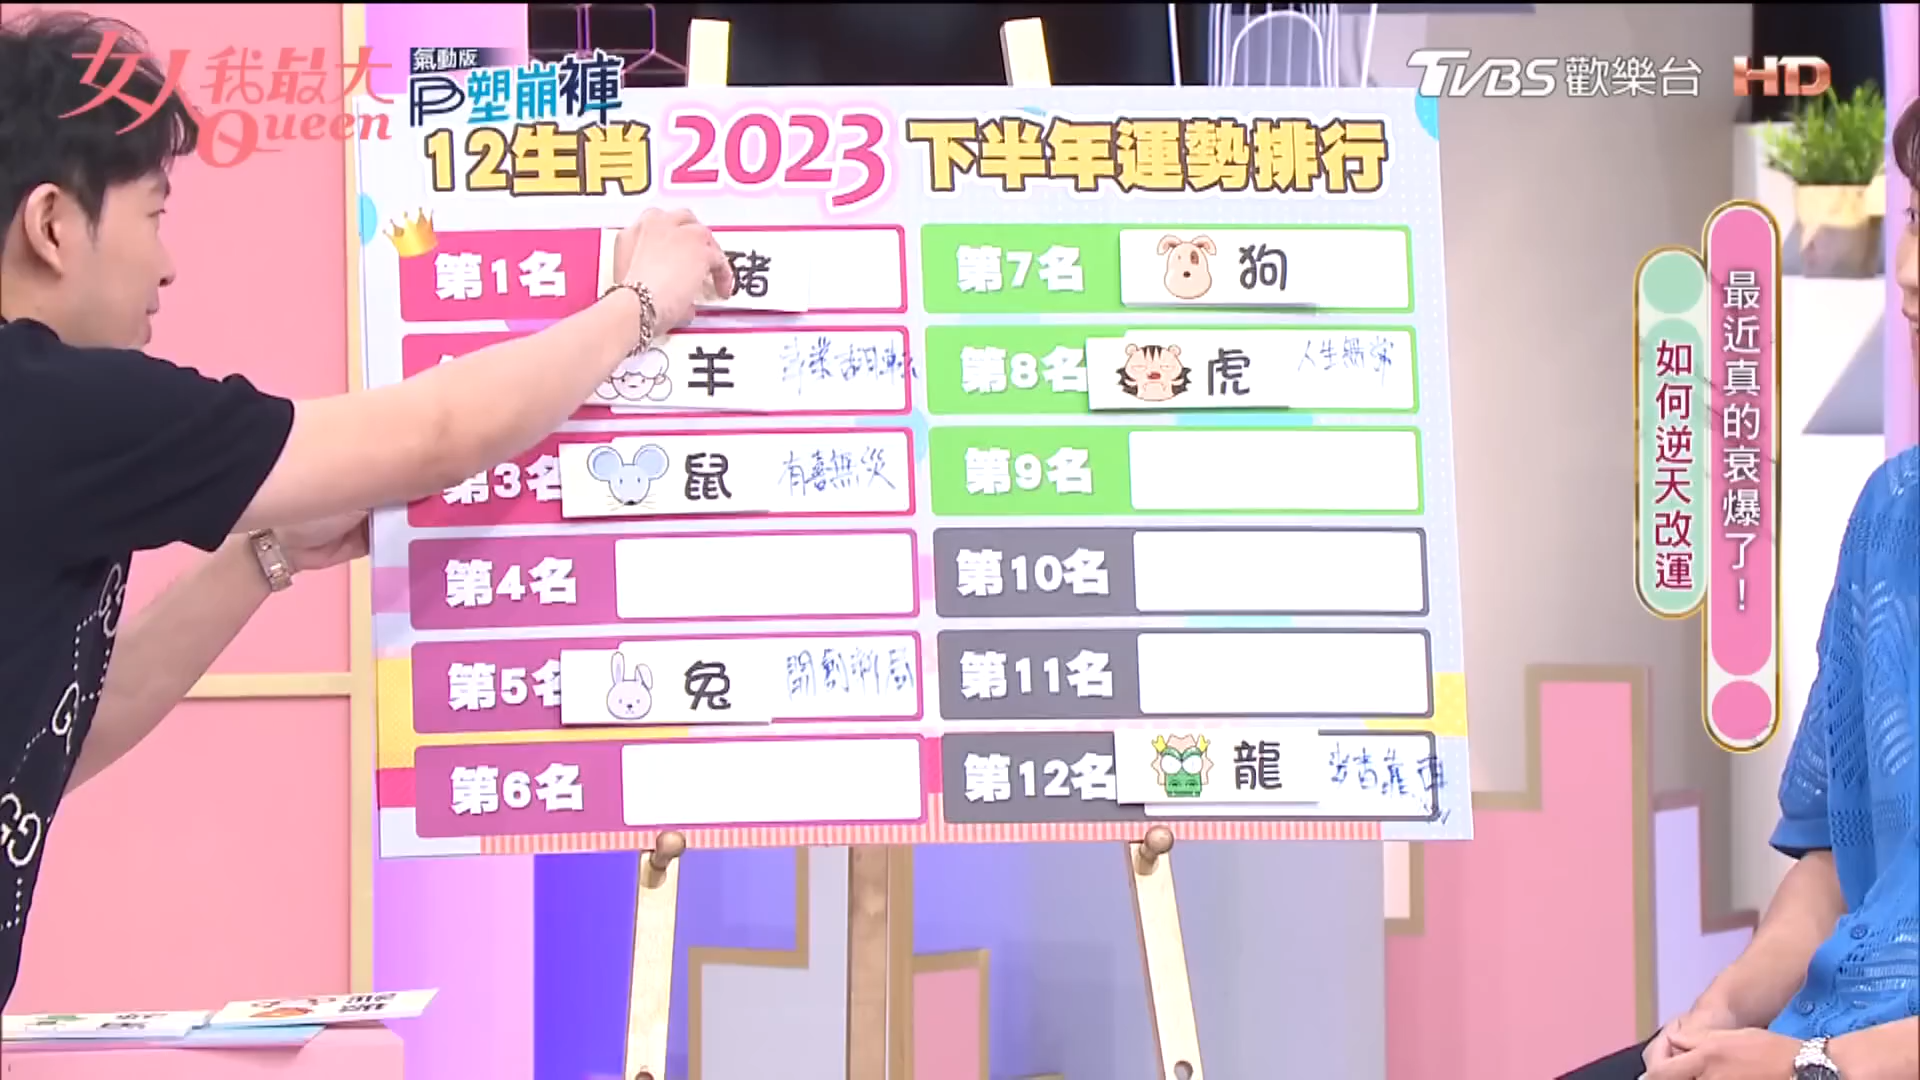 女人我最大
Queen
氣動版
P塑崩褲
TVBS歡樂台 HD
12生肖2023下半年運勢排行
第1名 豬
羊
第3名 鼠 有喜無災
第4名
第5名 兔
第6名
第7名 狗
第8名 虎 人生無常
第9名
第10名
第11名
第12名 龍
最近真的衰爆了！
如何逆天改運